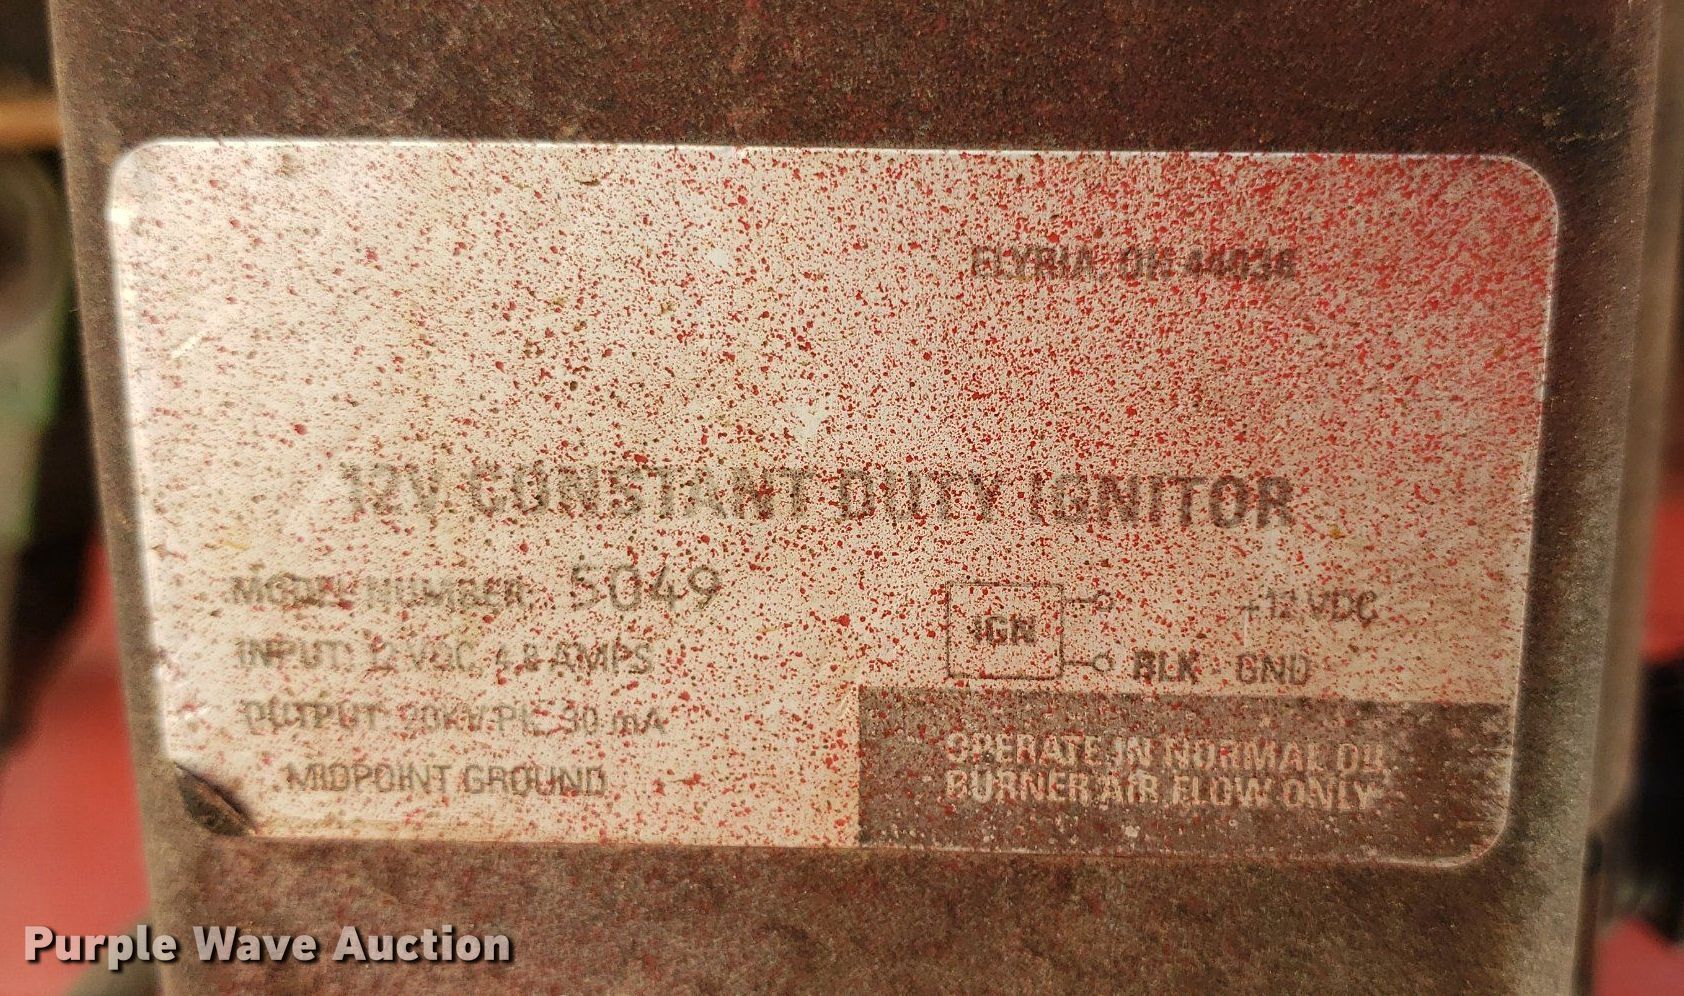 ELYRIA, OH 44036
12V CONSTANT DUTY IGNITOR
MODEL NUMBER 5049
INPUT: 12 VDC, 4.8 AMPS
OUTPUT: 20KV PK, 30 mA
MIDPOINT GROUND
IGN
+12 VDC
BLK - GND
OPERATE IN NORMAL OIL
BURNER AIR FLOW ONLY
Purple Wave Auction